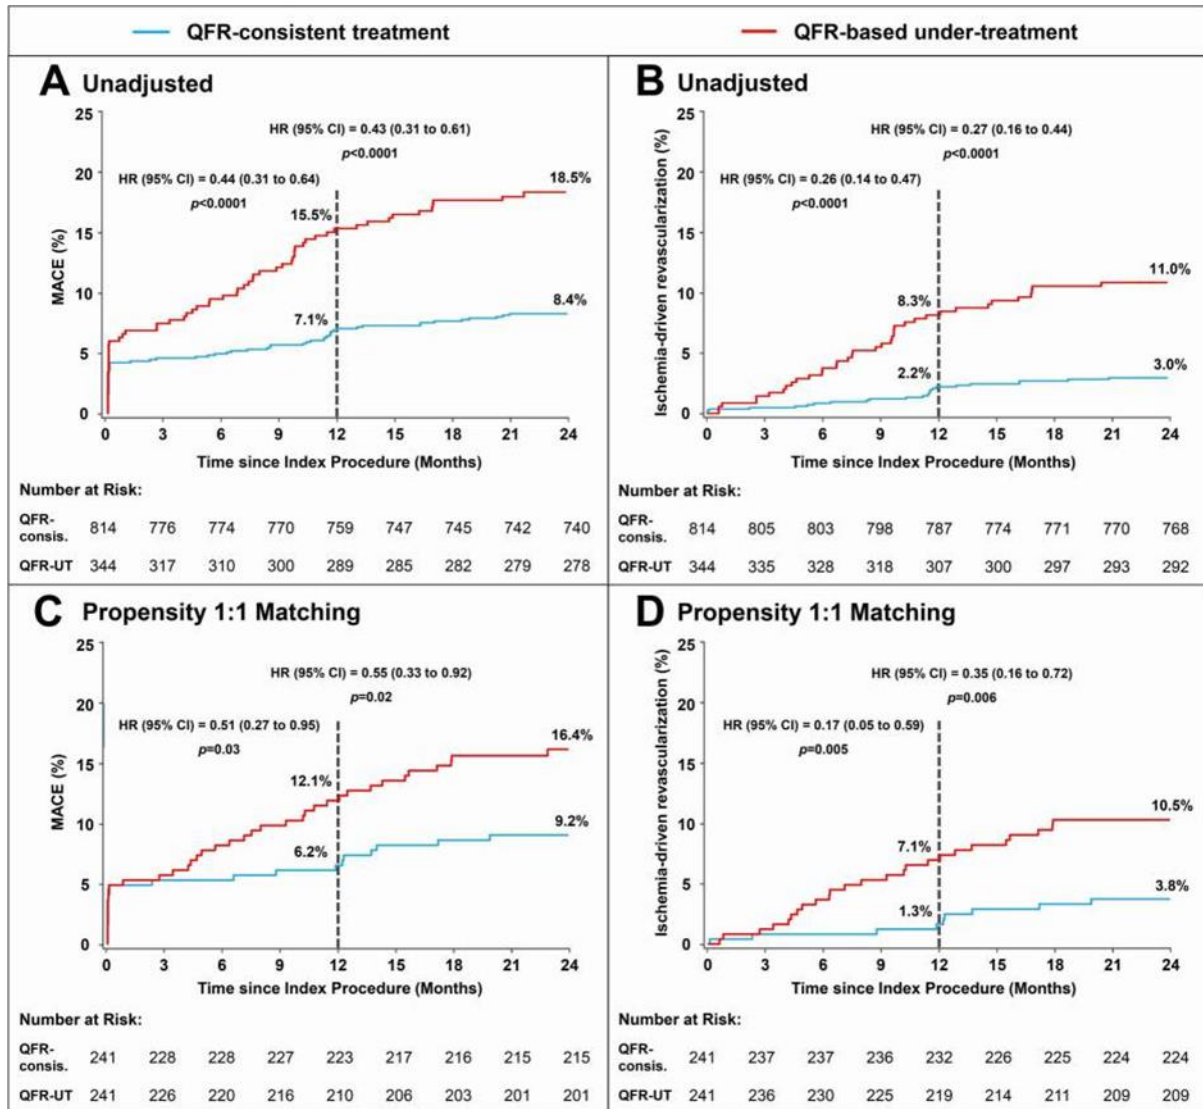 QFR-consistent treatment
QFR-based under-treatment
A Unadjusted
MACE (%)
25
20
15
10
5
0
HR (95% CI) = 0.43 (0.31 to 0.61)
p<0.0001
HR (95% CI) = 0.44 (0.31 to 0.64)
p<0.0001
18.5%
15.5%
8.4%
7.1%
0 3 6 9 12 15 18 21 24
Time since Index Procedure (Months)
Number at Risk:
QFR-
consis. 814 776 774 770 759 747 745 742 740
QFR-UT 344 317 310 300 289 285 282 279 278
B Unadjusted
Ischemia-driven revascularization (%)
25
20
15
10
5
0
HR (95% CI) = 0.27 (0.16 to 0.44)
p<0.0001
HR (95% CI) = 0.26 (0.14 to 0.47)
p<0.0001
11.0%
8.3%
3.0%
2.2%
0 3 6 9 12 15 18 21 24
Time since Index Procedure (Months)
Number at Risk:
QFR-
consis. 814 805 803 798 787 774 771 770 768
QFR-UT 344 335 328 318 307 300 297 293 292
C Propensity 1:1 Matching
MACE (%)
25
20
15
10
5
0
HR (95% CI) = 0.55 (0.33 to 0.92)
p=0.02
HR (95% CI) = 0.51 (0.27 to 0.95)
p=0.03
16.4%
12.1%
9.2%
6.2%
0 3 6 9 12 15 18 21 24
Time since Index Procedure (Months)
Number at Risk:
QFR-
consis. 241 228 228 227 223 217 216 215 215
QFR-UT 241 226 220 216 210 206 203 201 201
D Propensity 1:1 Matching
Ischemia-driven revascularization (%)
25
20
15
10
5
0
HR (95% CI) = 0.35 (0.16 to 0.72)
p=0.006
HR (95% CI) = 0.17 (0.05 to 0.59)
p=0.005
10.5%
7.1%
3.8%
1.3%
0 3 6 9 12 15 18 21 24
Time since Index Procedure (Months)
Number at Risk:
QFR-
consis. 241 237 237 236 232 226 225 224 224
QFR-UT 241 236 230 225 219 214 211 209 209